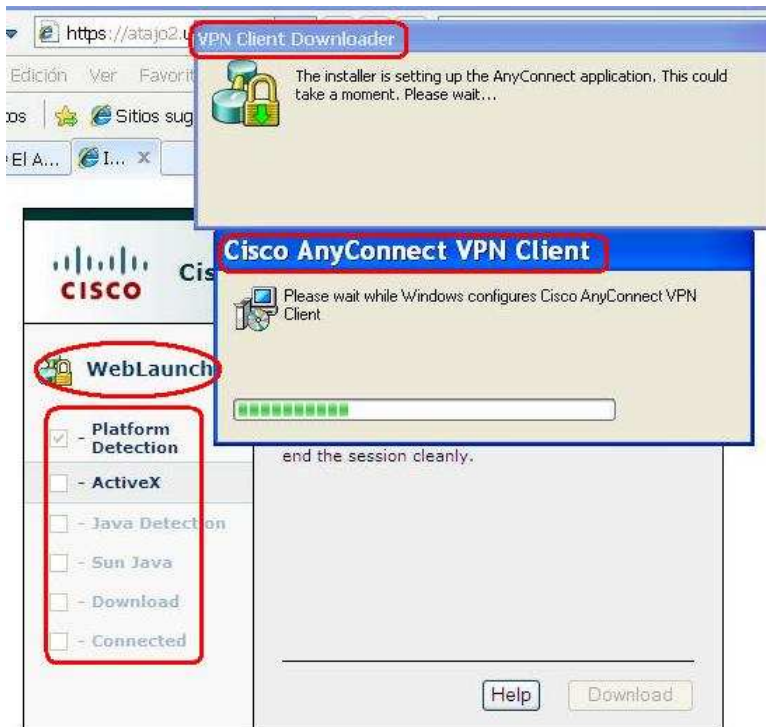 https://atajo2.u
VPN Client Downloader
Edición Ver Favorit
The installer is setting up the AnyConnect application. This could
take a moment. Please wait...
os Sitios sug
El A... I... X
Cisco AnyConnect VPN Client
CISCO Cis
Please wait while Windows configures Cisco AnyConnect VPN
Client
WebLaunch
- Platform
Detection
end the session cleanly.
- ActiveX
- Java Detection
- Sun Java
- Download
- Connected
Help Download